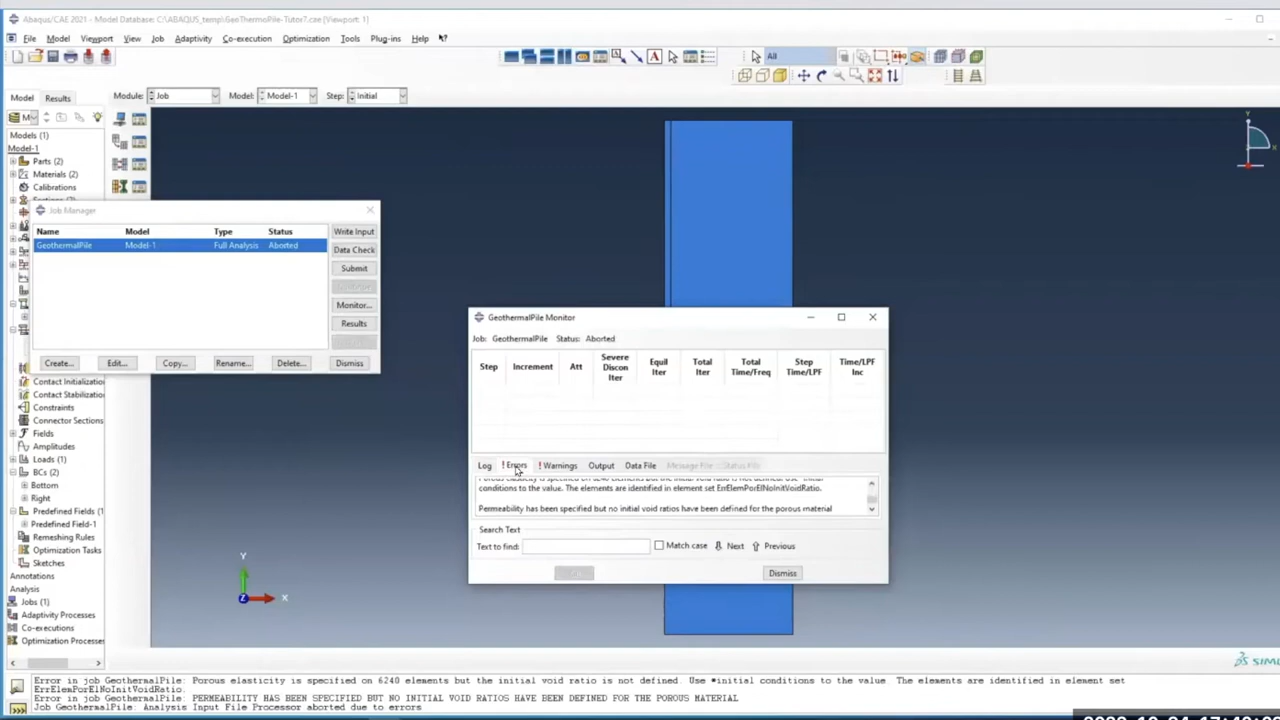 Abaqus/CAE 2021 - Model Database: C:\ABAQUS_temp\GeoThermoPile-Tutor7.cze [Viewport: 1]
File Model Viewport View Job Adaptivity Co-execution Optimization Tools Plug-ins Help
All
Model Results Module: Job Model: Model-1 Step: Initial
Models (1)
Model-1
Parts (2)
Materials (2)
Calibrations
Job Manager
Name Model Type Status Write Input
GeothermalPile Model-1 Full Analysis Aborted Data Check
Submit
Monitor...
Results
Create... Edit... Copy... Rename... Delete... Dismiss
Contact Initialization
Contact Stabilization
Constraints
Connector Sections
Fields
Amplitudes
Loads (1)
BCs (2)
Bottom
Right
Predefined Fields (1)
Predefined Field-1
Remeshing Rules
Optimization Tasks
Sketches
Annotations
Analysis
Jobs (1)
Adaptivity Processes
Co-executions
Optimization Processes
GeothermalPile Monitor
Job: GeothermalPile Status: Aborted
Step Increment Att Severe Discon Iter Equil Iter Total Iter Total Time/Freq Step Time/LPF Time/LPF Inc
Log ! Errors ! Warnings Output Data File Message File Status File
conditions to the value. The elements are identified in element set ErrElemPorElNoInitVoidRatio.
Permeability has been specified but no initial void ratios have been defined for the porous material
Search Text
Text to find: Match case Next Previous
Dismiss
Y
Z X
Y
X
Error in job GeothermalPile: Porous elasticity is specified on 6240 elements but the initial void ratio is not defined. Use *initial conditions to the value. The elements are identified in element set
ErrElemPorElNoInitVoidRatio.
Error in job GeothermalPile: PERMEABILITY HAS BEEN SPECIFIED BUT NO INITIAL VOID RATIOS HAVE BEEN DEFINED FOR THE POROUS MATERIAL
Job GeothermalPile: Analysis Input File Processor aborted due to errors